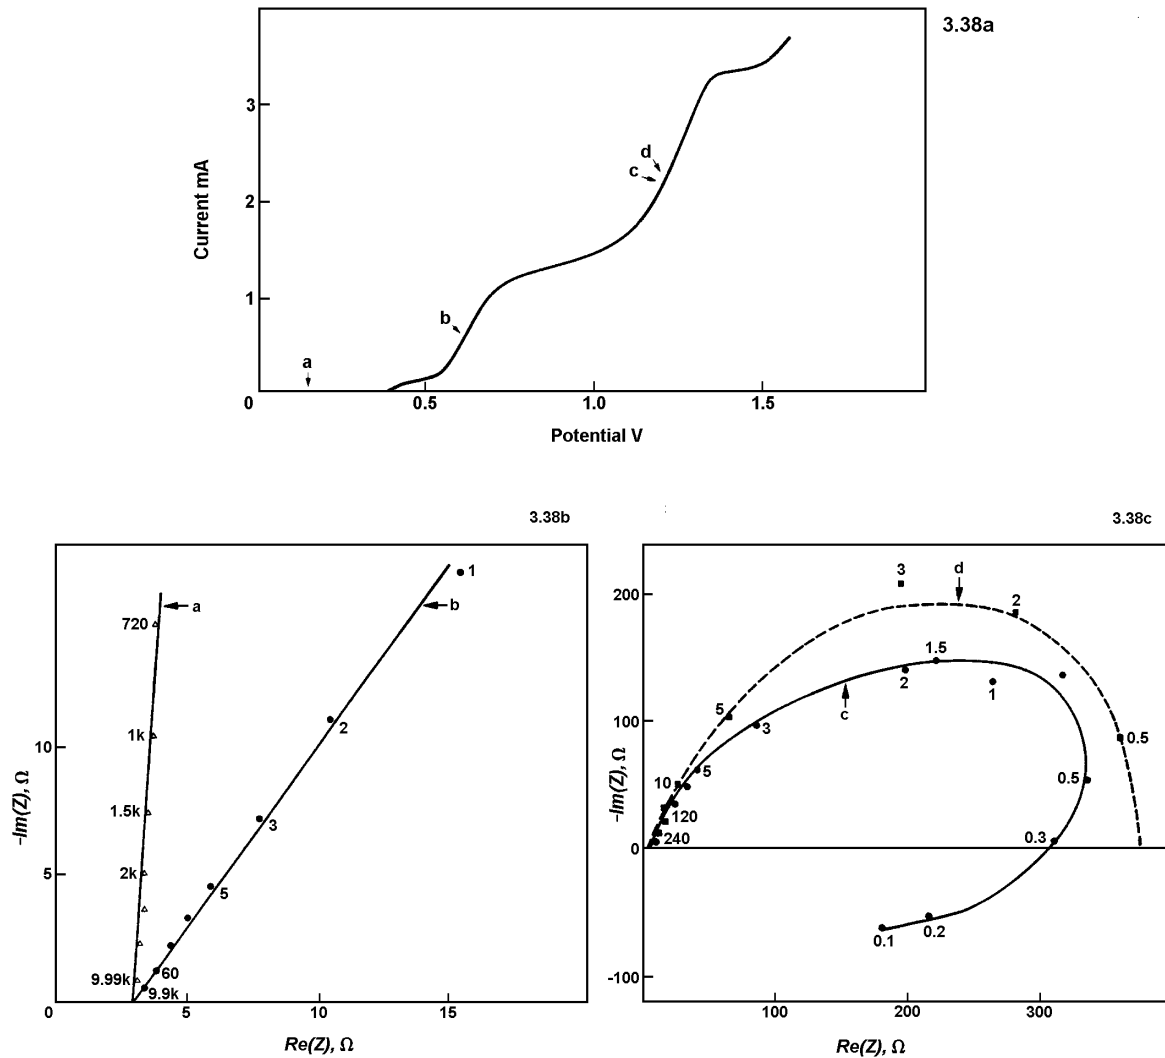 3.38a
Current mA
3
2
1
0
a
b
c
d
0.5
1.0
1.5
Potential V
3.38b
-Im(Z), Ω
10
5
0
5
10
15
Re(Z), Ω
a
720
1k
1.5k
2k
9.99k
b
1
2
3
5
60
9.9k
3.38c
-Im(Z), Ω
200
100
0
-100
100
200
300
Re(Z), Ω
d
3
2
5
10
0.5
c
1.5
2
1
3
5
120
240
0.5
0.3
0.2
0.1